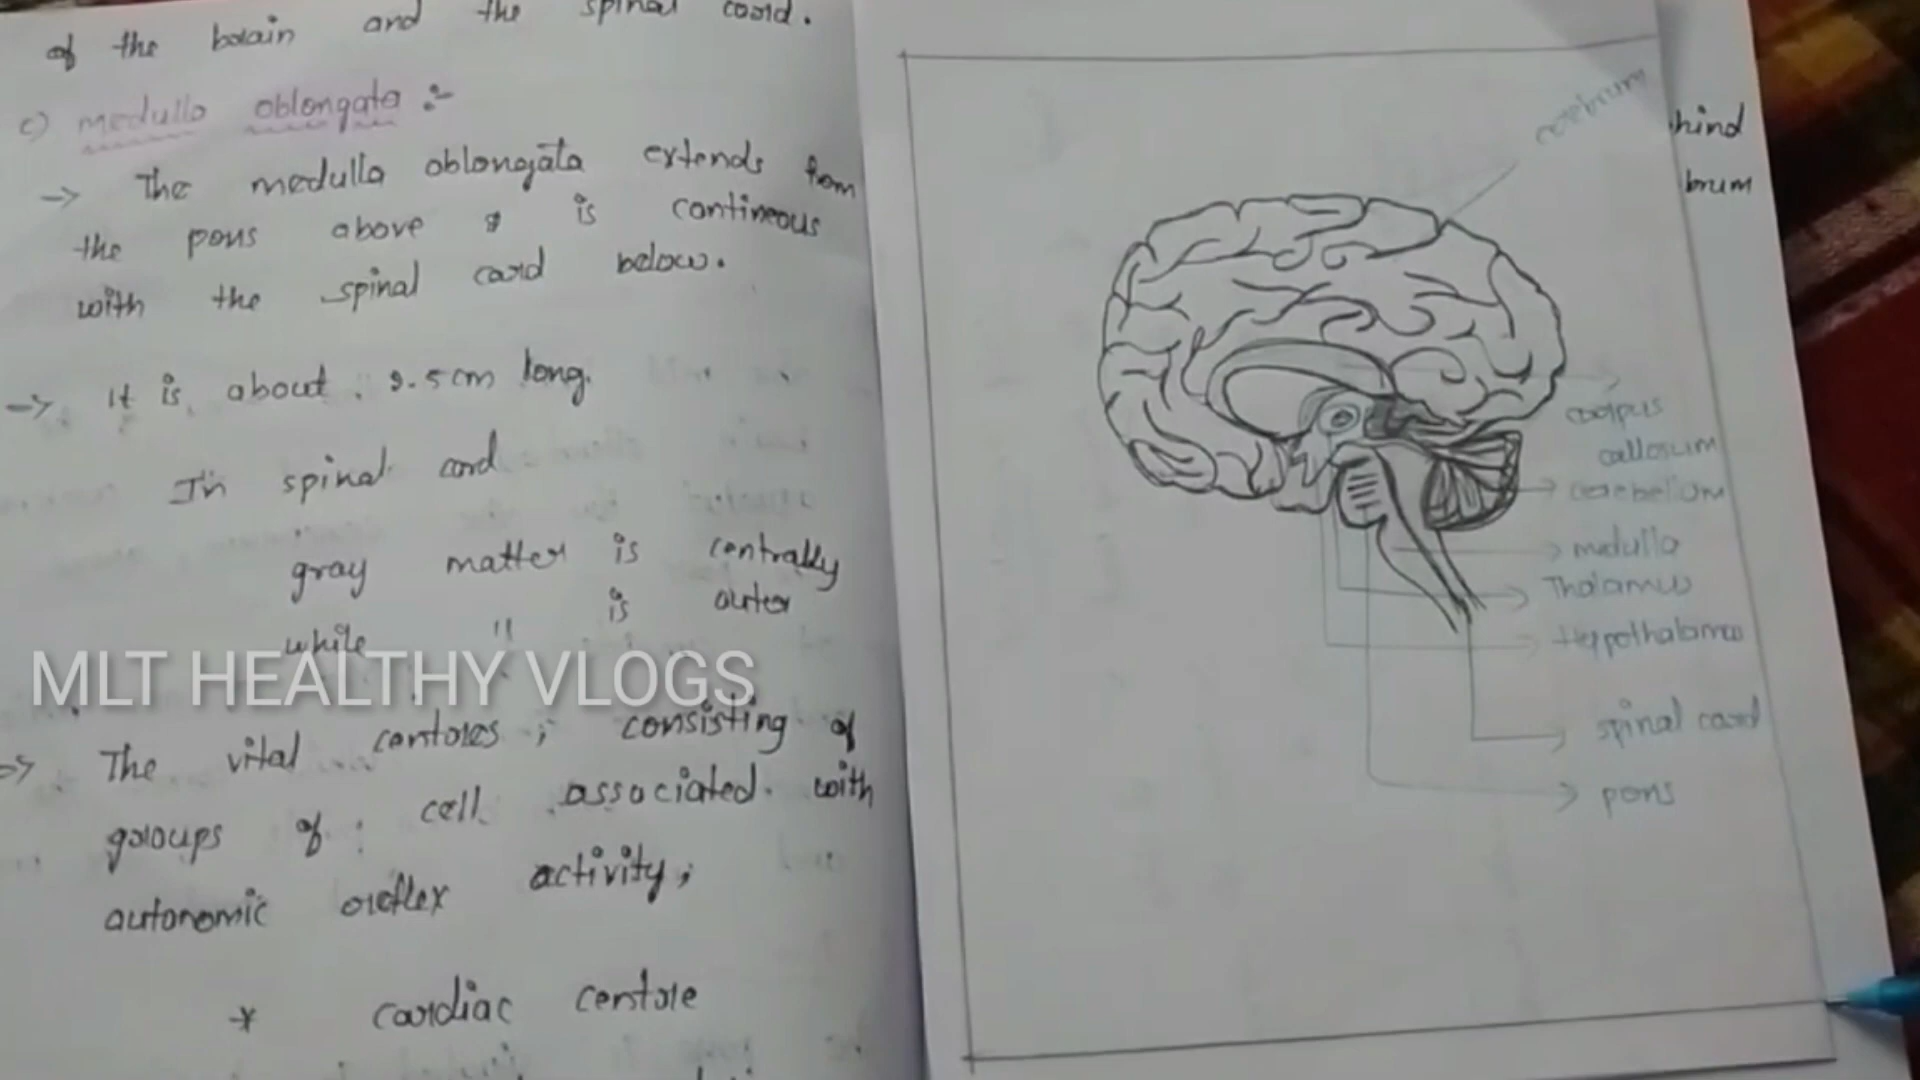 of the brain and the spinal cord.
c) medulla oblongata :-
-> The medulla oblongata extends from
the pons above & is contineous
with the spinal cord below.
-> It is about 2.5cm long.
In spinal cord
gray matter is centrally
while " is outer
MLT HEALTHY VLOGS
-> The vital centres ; consisting of
groups of cell associated with
autonomic reflex activity;
* cardiac centre
cerebrum
hind
brum
corpus
callosum
cerebellum
medulla
Thalamus
Hypothalamus
spinal cord
pons